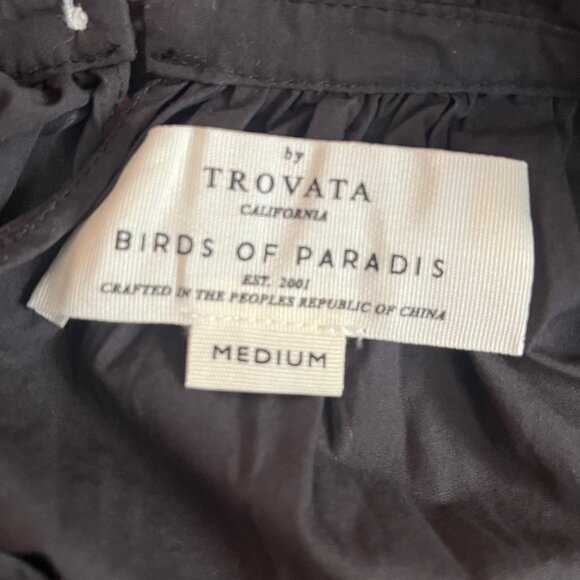 by
TROVATA
CALIFORNIA
BIRDS OF PARADIS
EST. 2001
CRAFTED IN THE PEOPLES REPUBLIC OF CHINA
MEDIUM